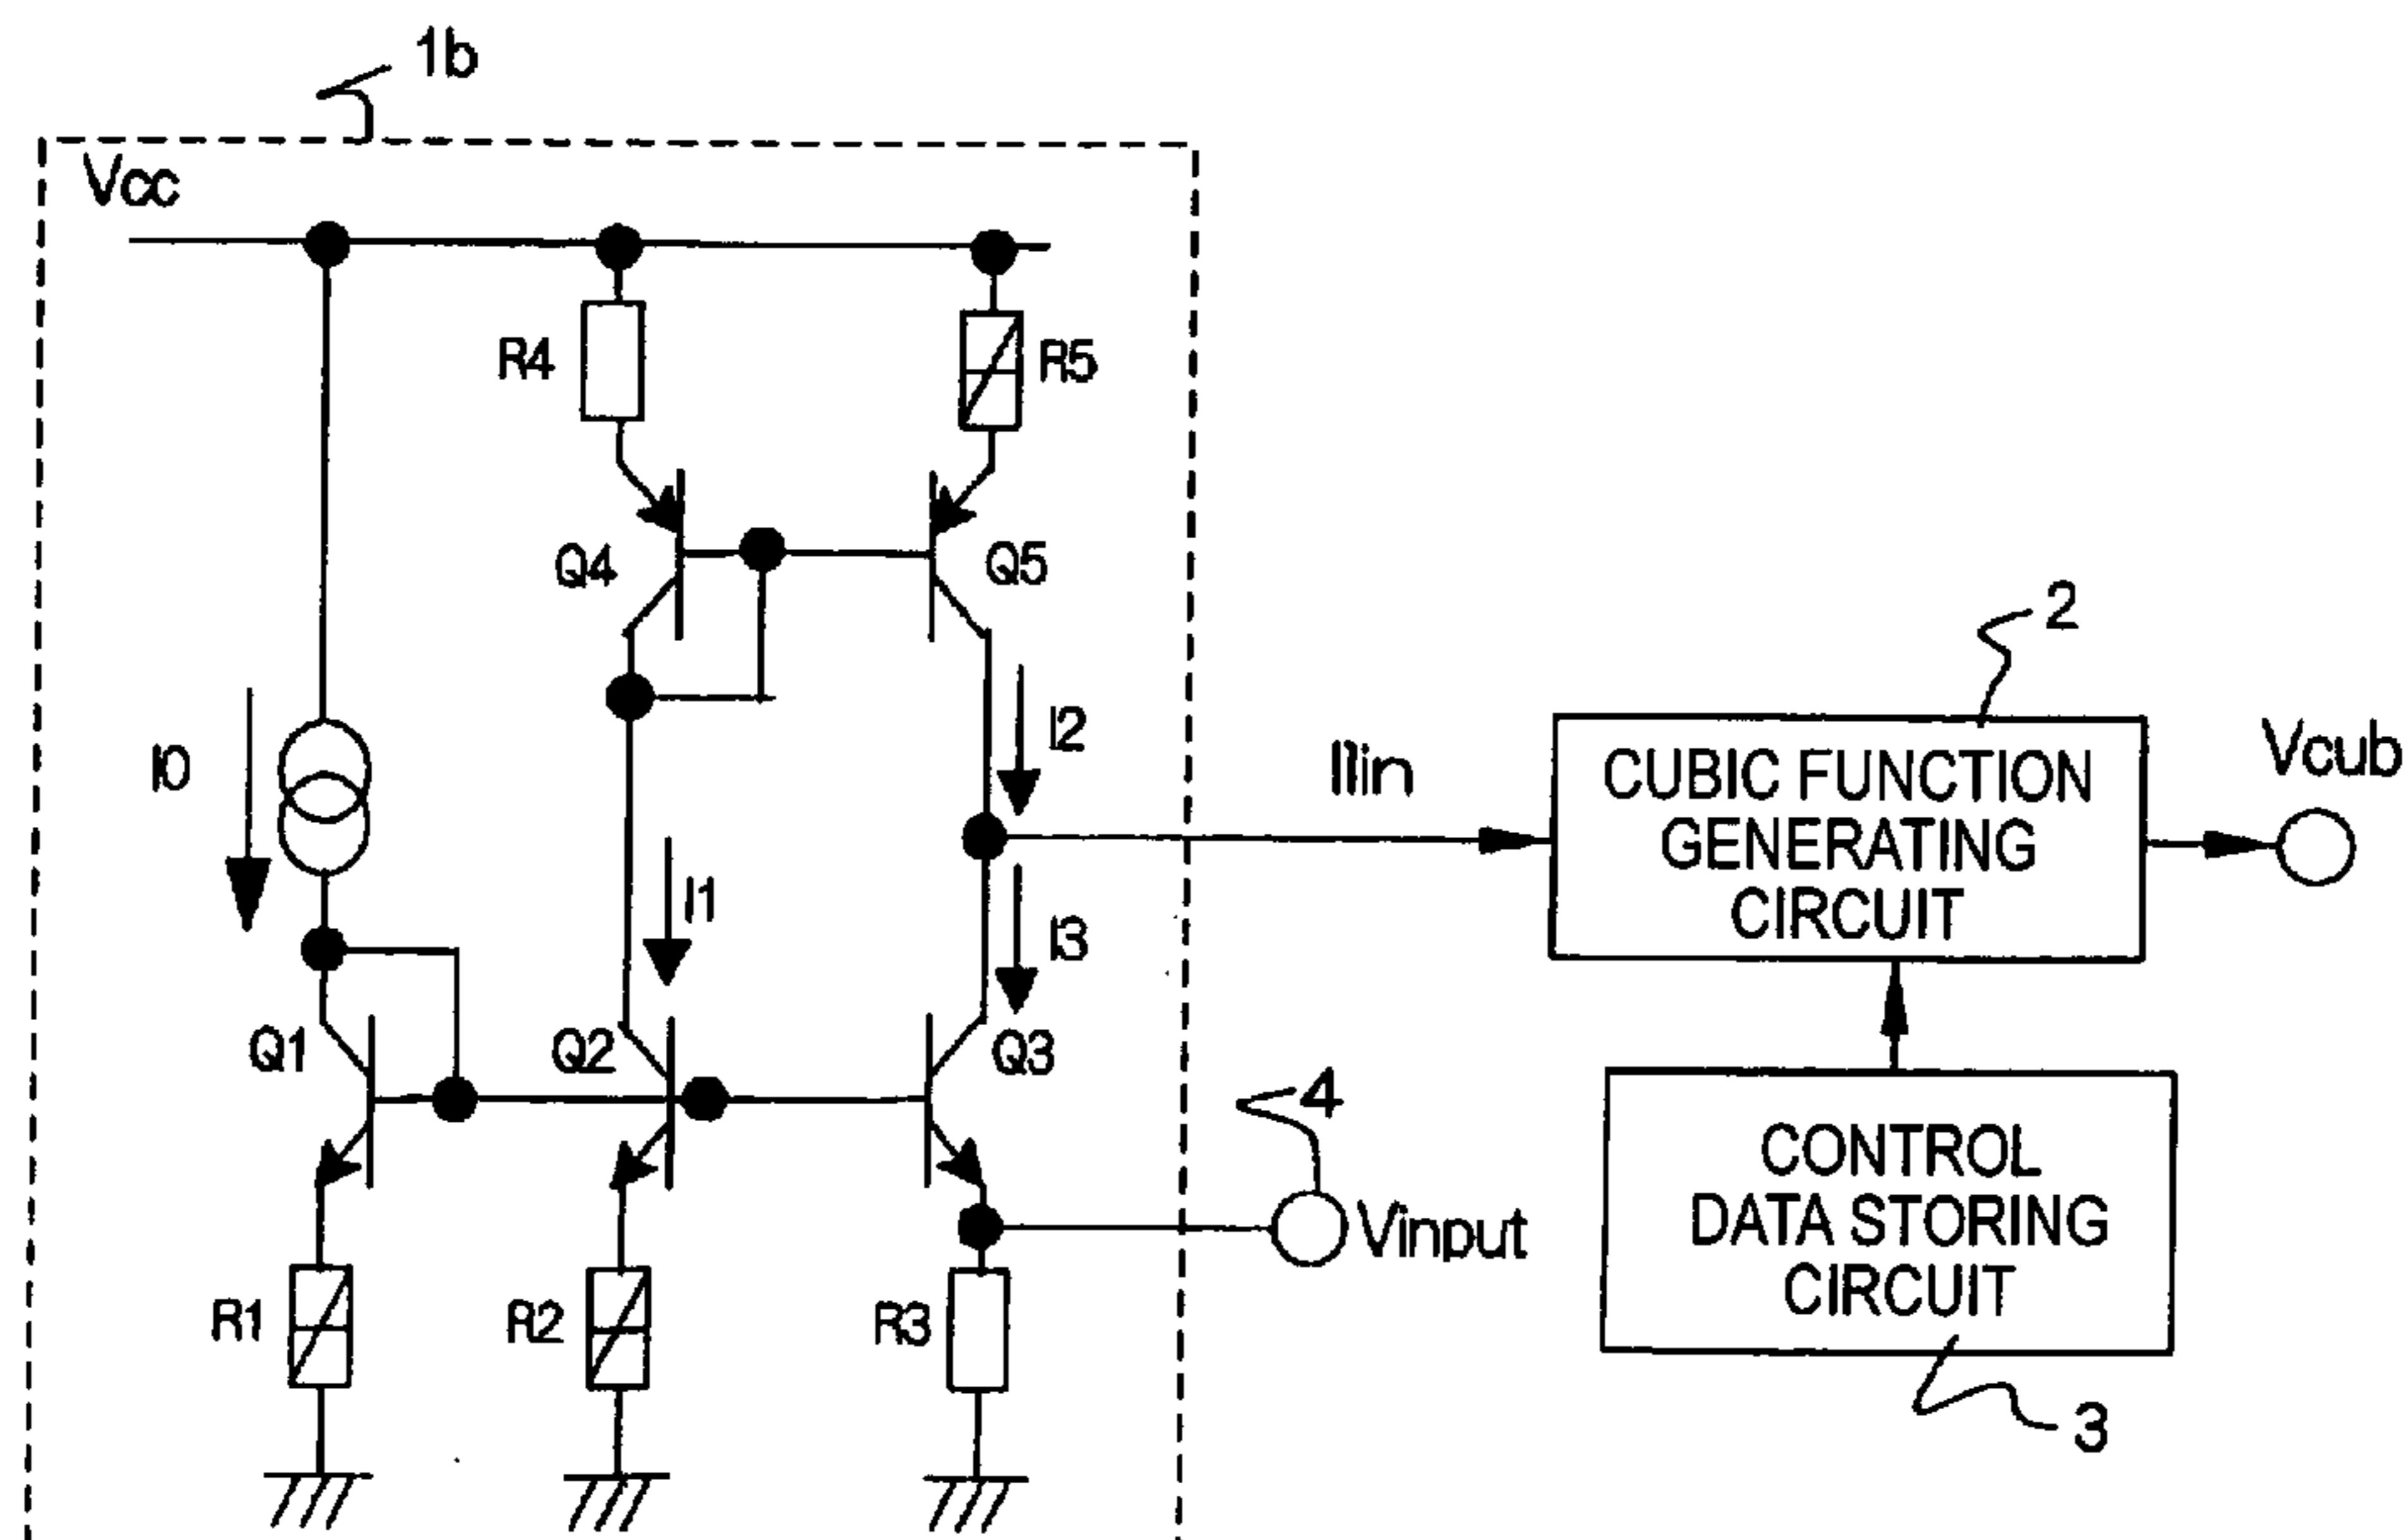 1b
Vcc
R4
R5
Q4
Q5
2
I0
I2
Ilin
CUBIC FUNCTION
GENERATING
CIRCUIT
Vcub
I1
I3
Q1
Q2
Q3
4
Vinput
CONTROL
DATA STORING
CIRCUIT
R1
R2
R3
3